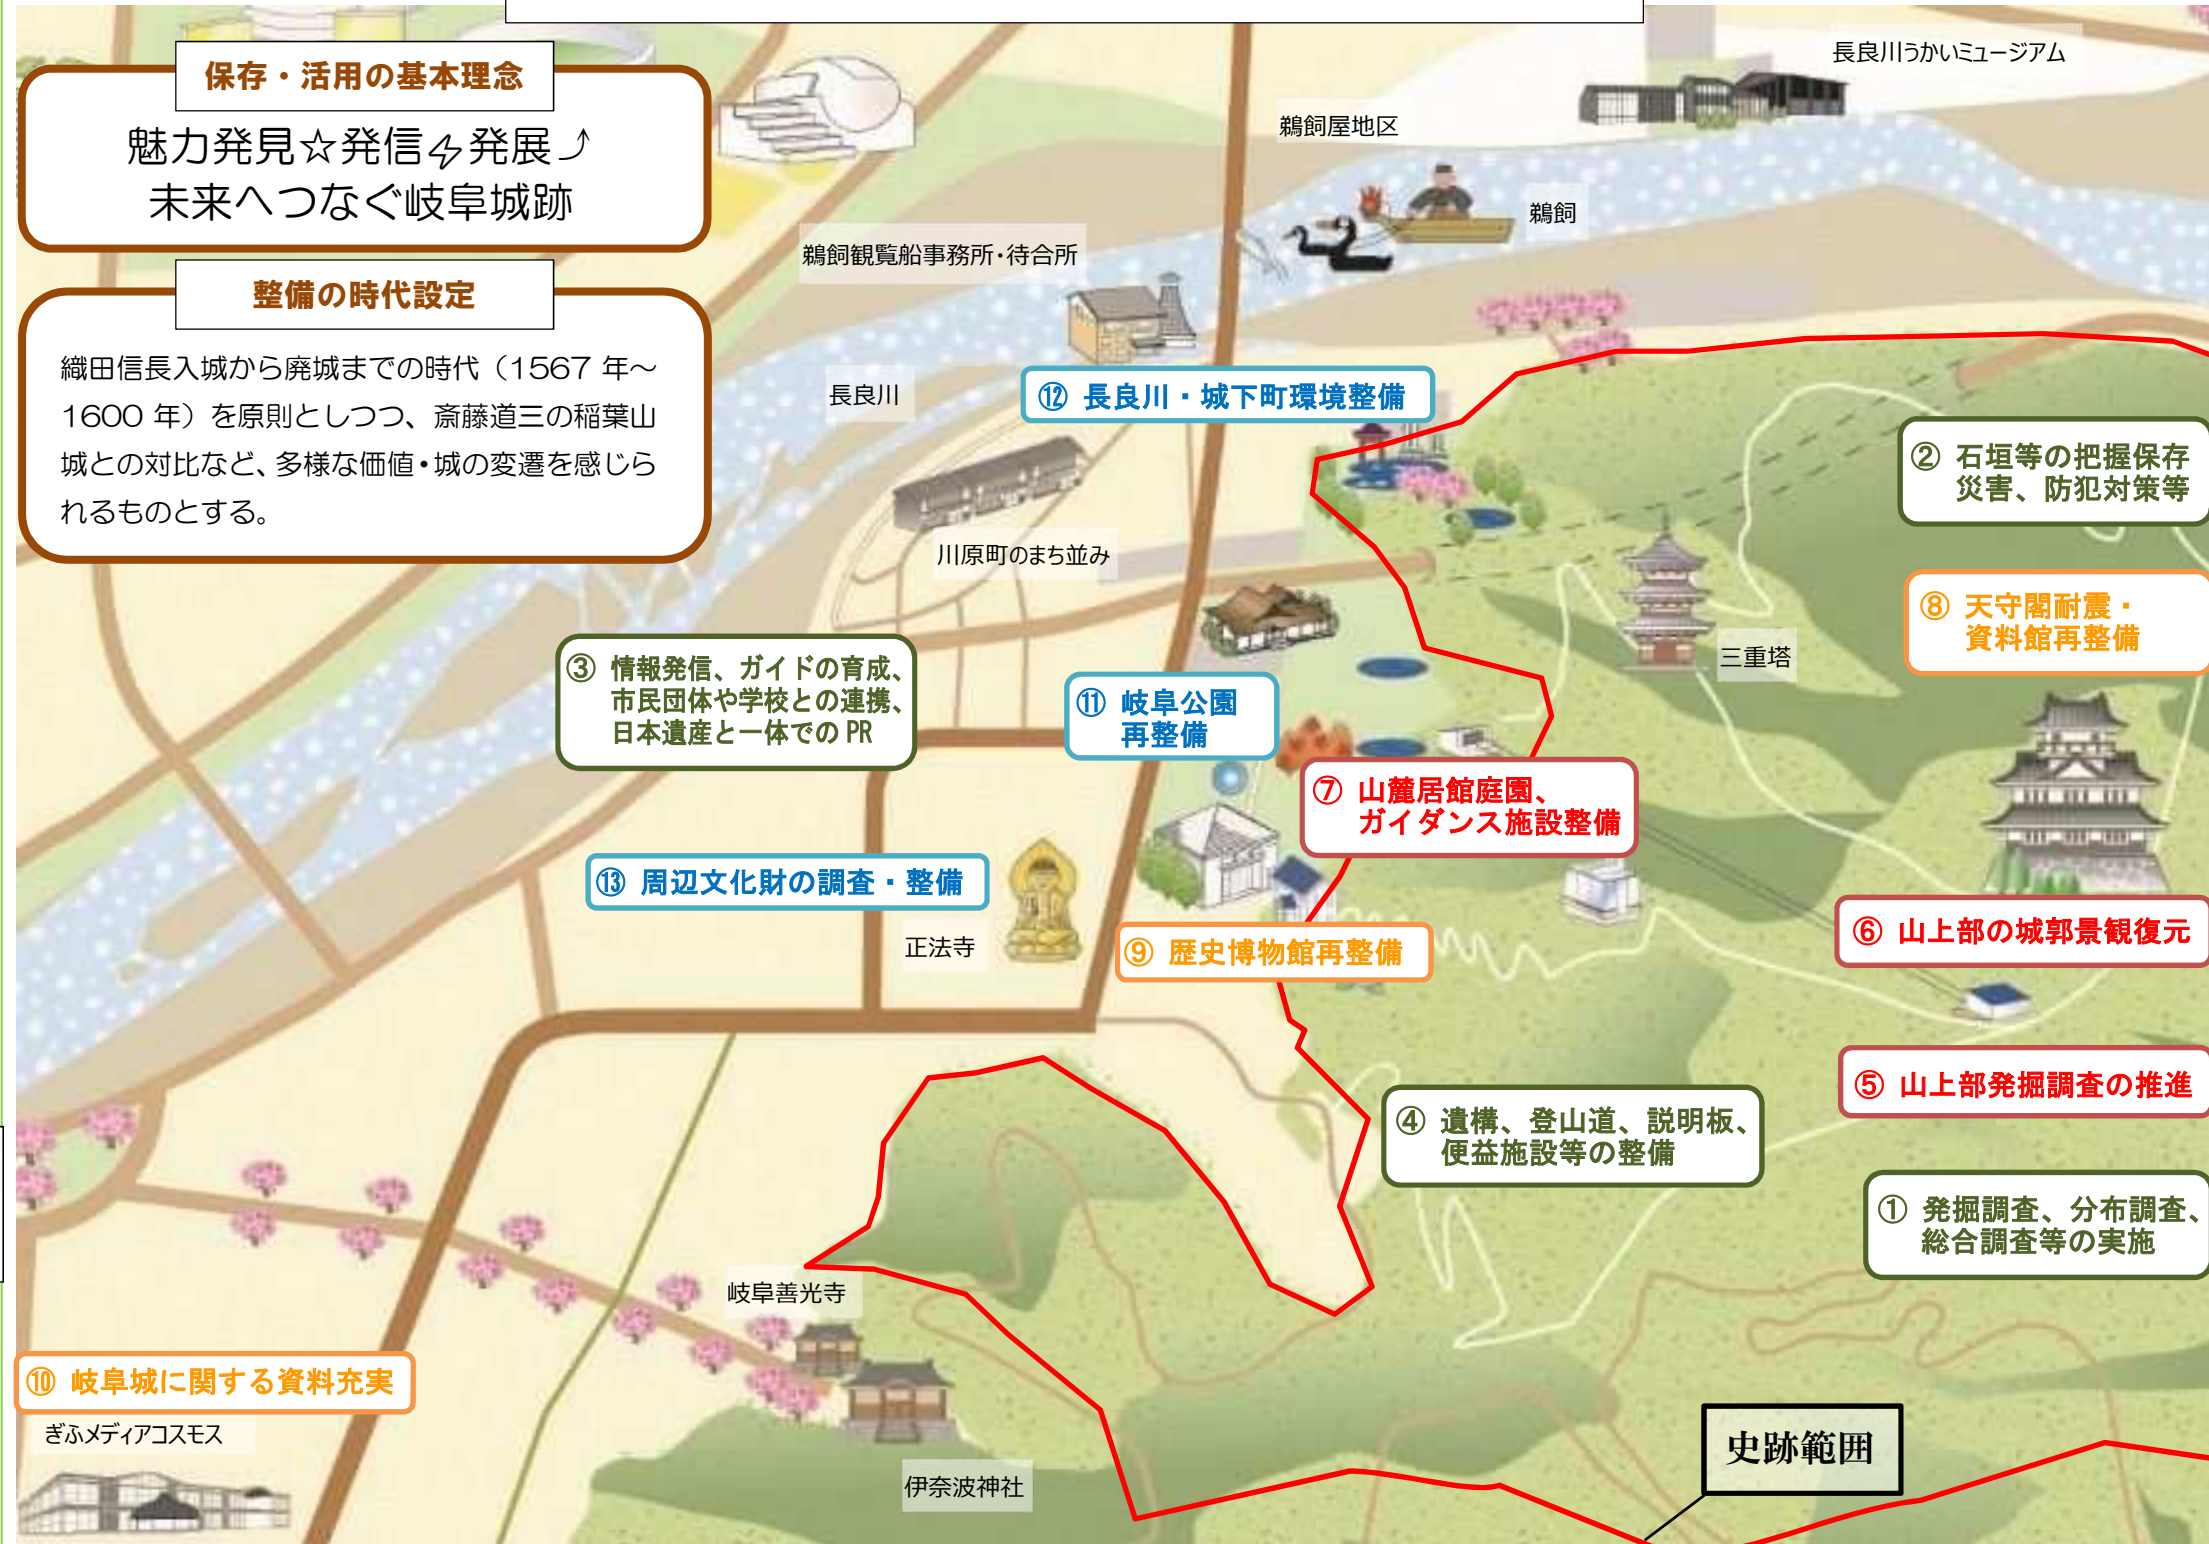 保存・活用の基本理念
魅力発見☆発信⚡発展⤴
未来へつなぐ岐阜城跡
整備の時代設定
織田信長入城から廃城までの時代（1567 年～
1600 年）を原則としつつ、斎藤道三の稲葉山
城との対比など、多様な価値・城の変遷を感じら
れるものとする。
長良川うかいミュージアム
鵜飼屋地区
鵜飼
鵜飼観覧船事務所・待合所
長良川
⑫ 長良川・城下町環境整備
② 石垣等の把握保存
災害、防犯対策等
川原町のまち並み
⑧ 天守閣耐震・
資料館再整備
三重塔
③ 情報発信、ガイドの育成、
市民団体や学校との連携、
日本遺産と一体での PR
⑪ 岐阜公園
再整備
⑦ 山麓居館庭園、
ガイダンス施設整備
⑬ 周辺文化財の調査・整備
正法寺
⑨ 歴史博物館再整備
⑥ 山上部の城郭景観復元
⑤ 山上部発掘調査の推進
④ 遺構、登山道、説明板、
便益施設等の整備
① 発掘調査、分布調査、
総合調査等の実施
岐阜善光寺
⑩ 岐阜城に関する資料充実
ぎふメディアコスモス
伊奈波神社
史跡範囲